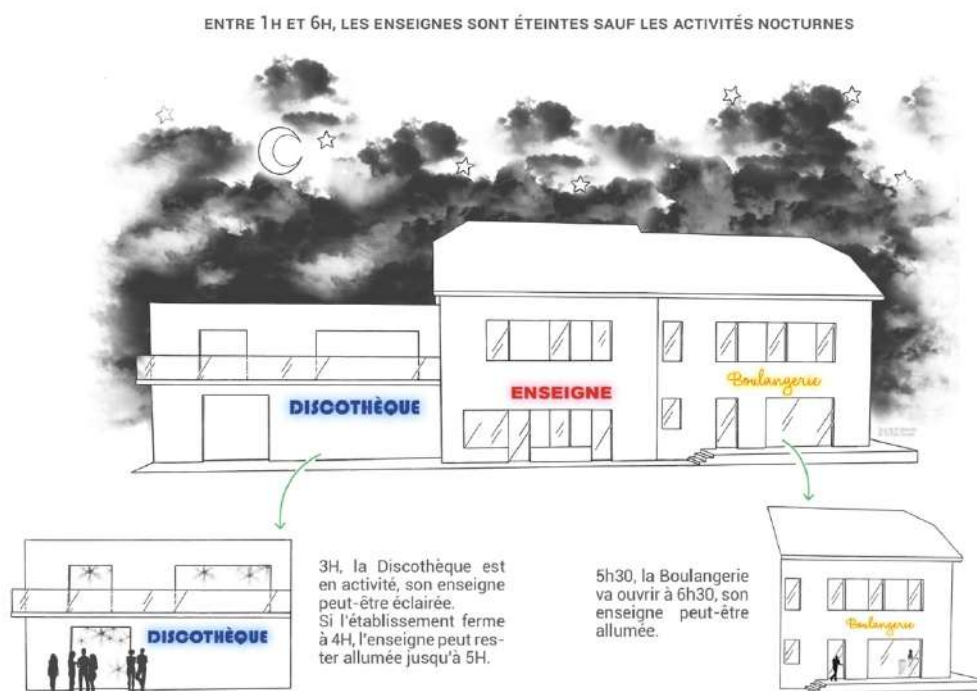 ENTRE 1H ET 6H, LES ENSEIGNES SONT ÉTEINTES SAUF LES ACTIVITÉS NOCTURNES
Boulangerie
ENSEIGNE
DISCOTHÈQUE
3H, la Discothèque est
en activité, son enseigne
peut-être éclairée.
Si l'établissement ferme
à 4H, l'enseigne peut res-
ter allumée jusqu'à 5H.
DISCOTHÈQUE
5h30, la Boulangerie
va ouvrir à 6h30, son
enseigne peut-être
allumée.
Boulangerie